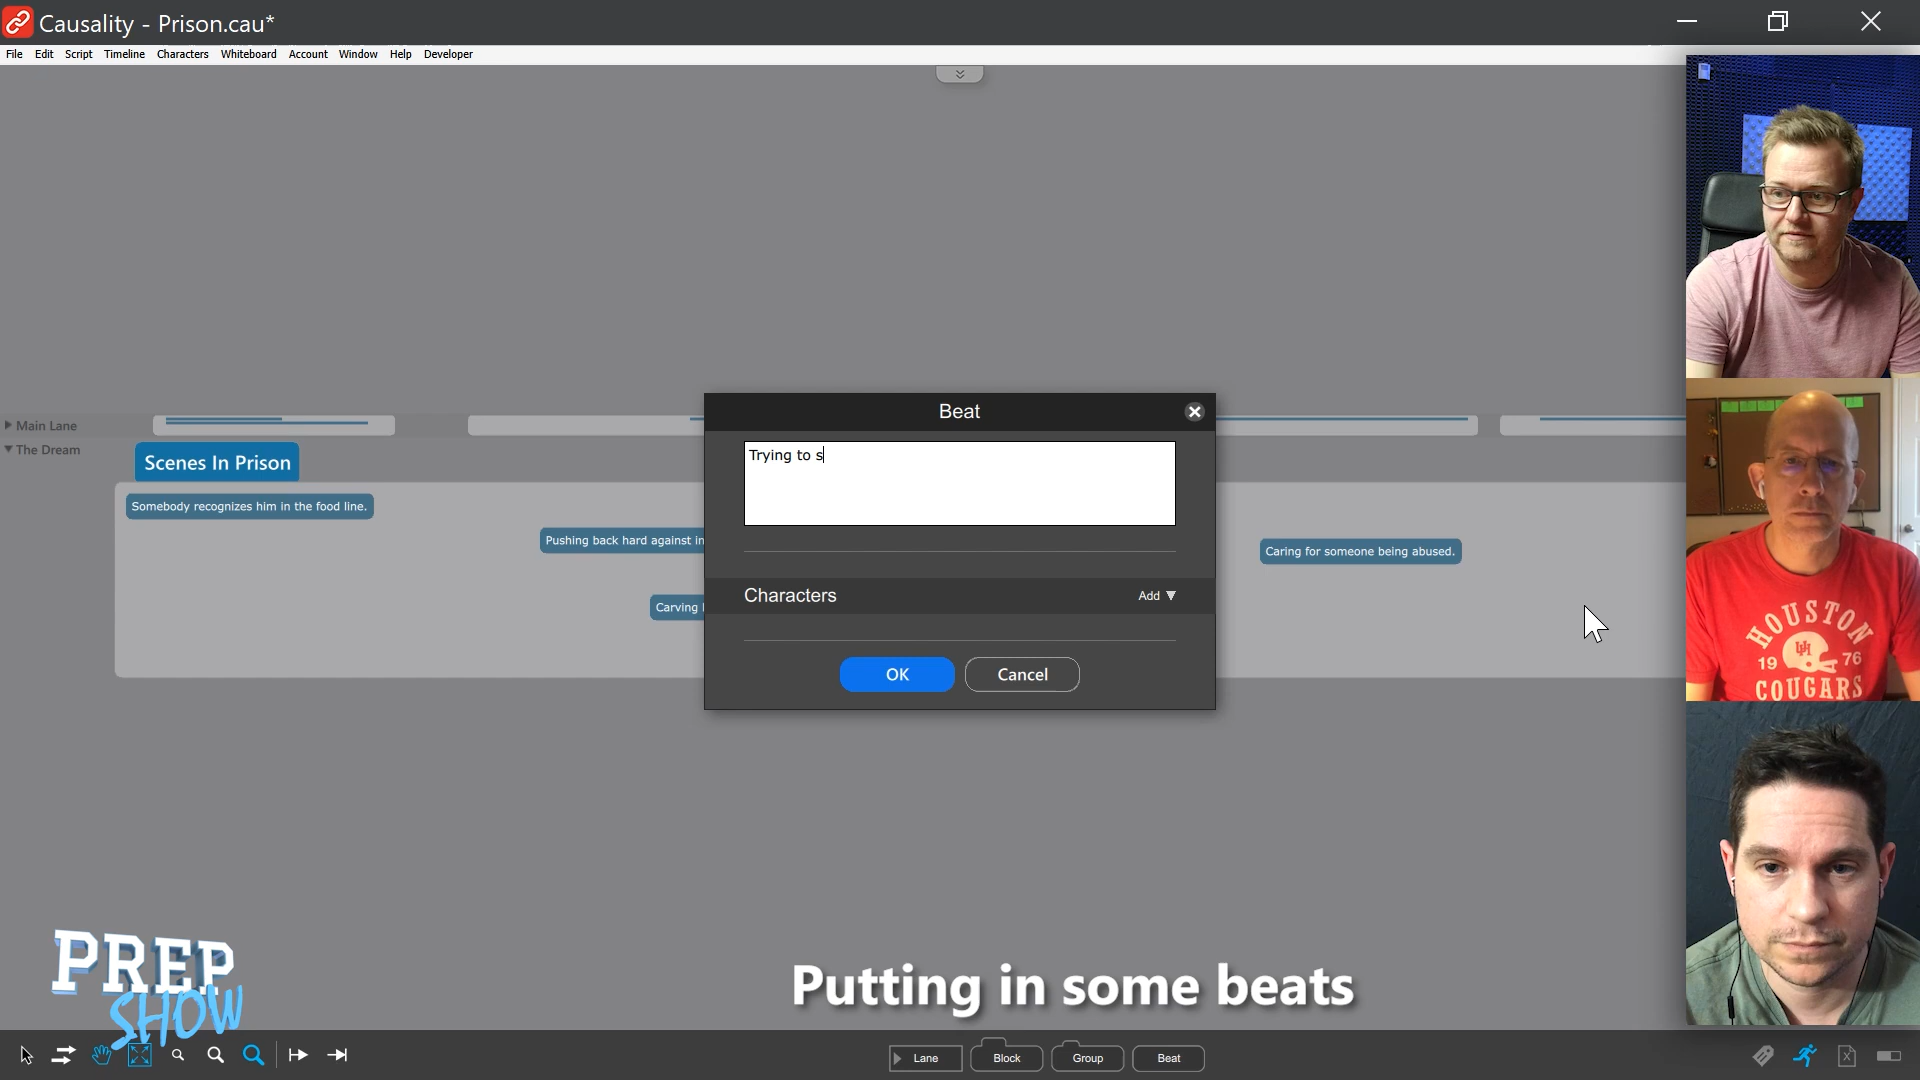 Causality - Prison.cau*
File Edit Script Timeline Characters Whiteboard Account Window Help Developer
Main Lane
The Dream
Scenes In Prison
Somebody recognizes him in the food line.
Pushing back hard against in
Carving
Caring for someone being abused.
Beat
Trying to s
Characters
Add
OK
Cancel
HOUSTON
19 UH 76
COUGARS
PREP
SHOW
Putting in some beats
Lane
Block
Group
Beat